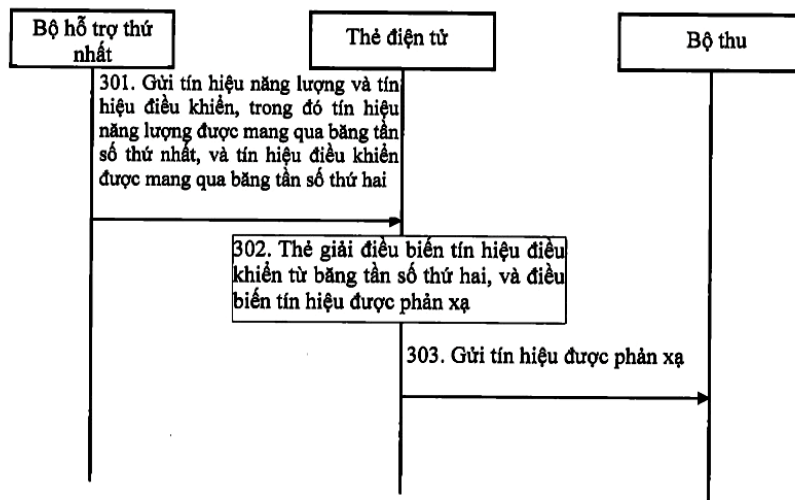 Bộ hỗ trợ thứ
nhất
Thẻ điện tử
Bộ thu
301. Gửi tín hiệu năng lượng và tín
hiệu điều khiển, trong đó tín hiệu
năng lượng được mang qua băng tần
số thứ nhất, và tín hiệu điều khiển
được mang qua băng tần số thứ hai
302. Thẻ giải điều biến tín hiệu điều
khiển từ băng tần số thứ hai, và điều
biến tín hiệu được phản xạ
303. Gửi tín hiệu được phản xạ